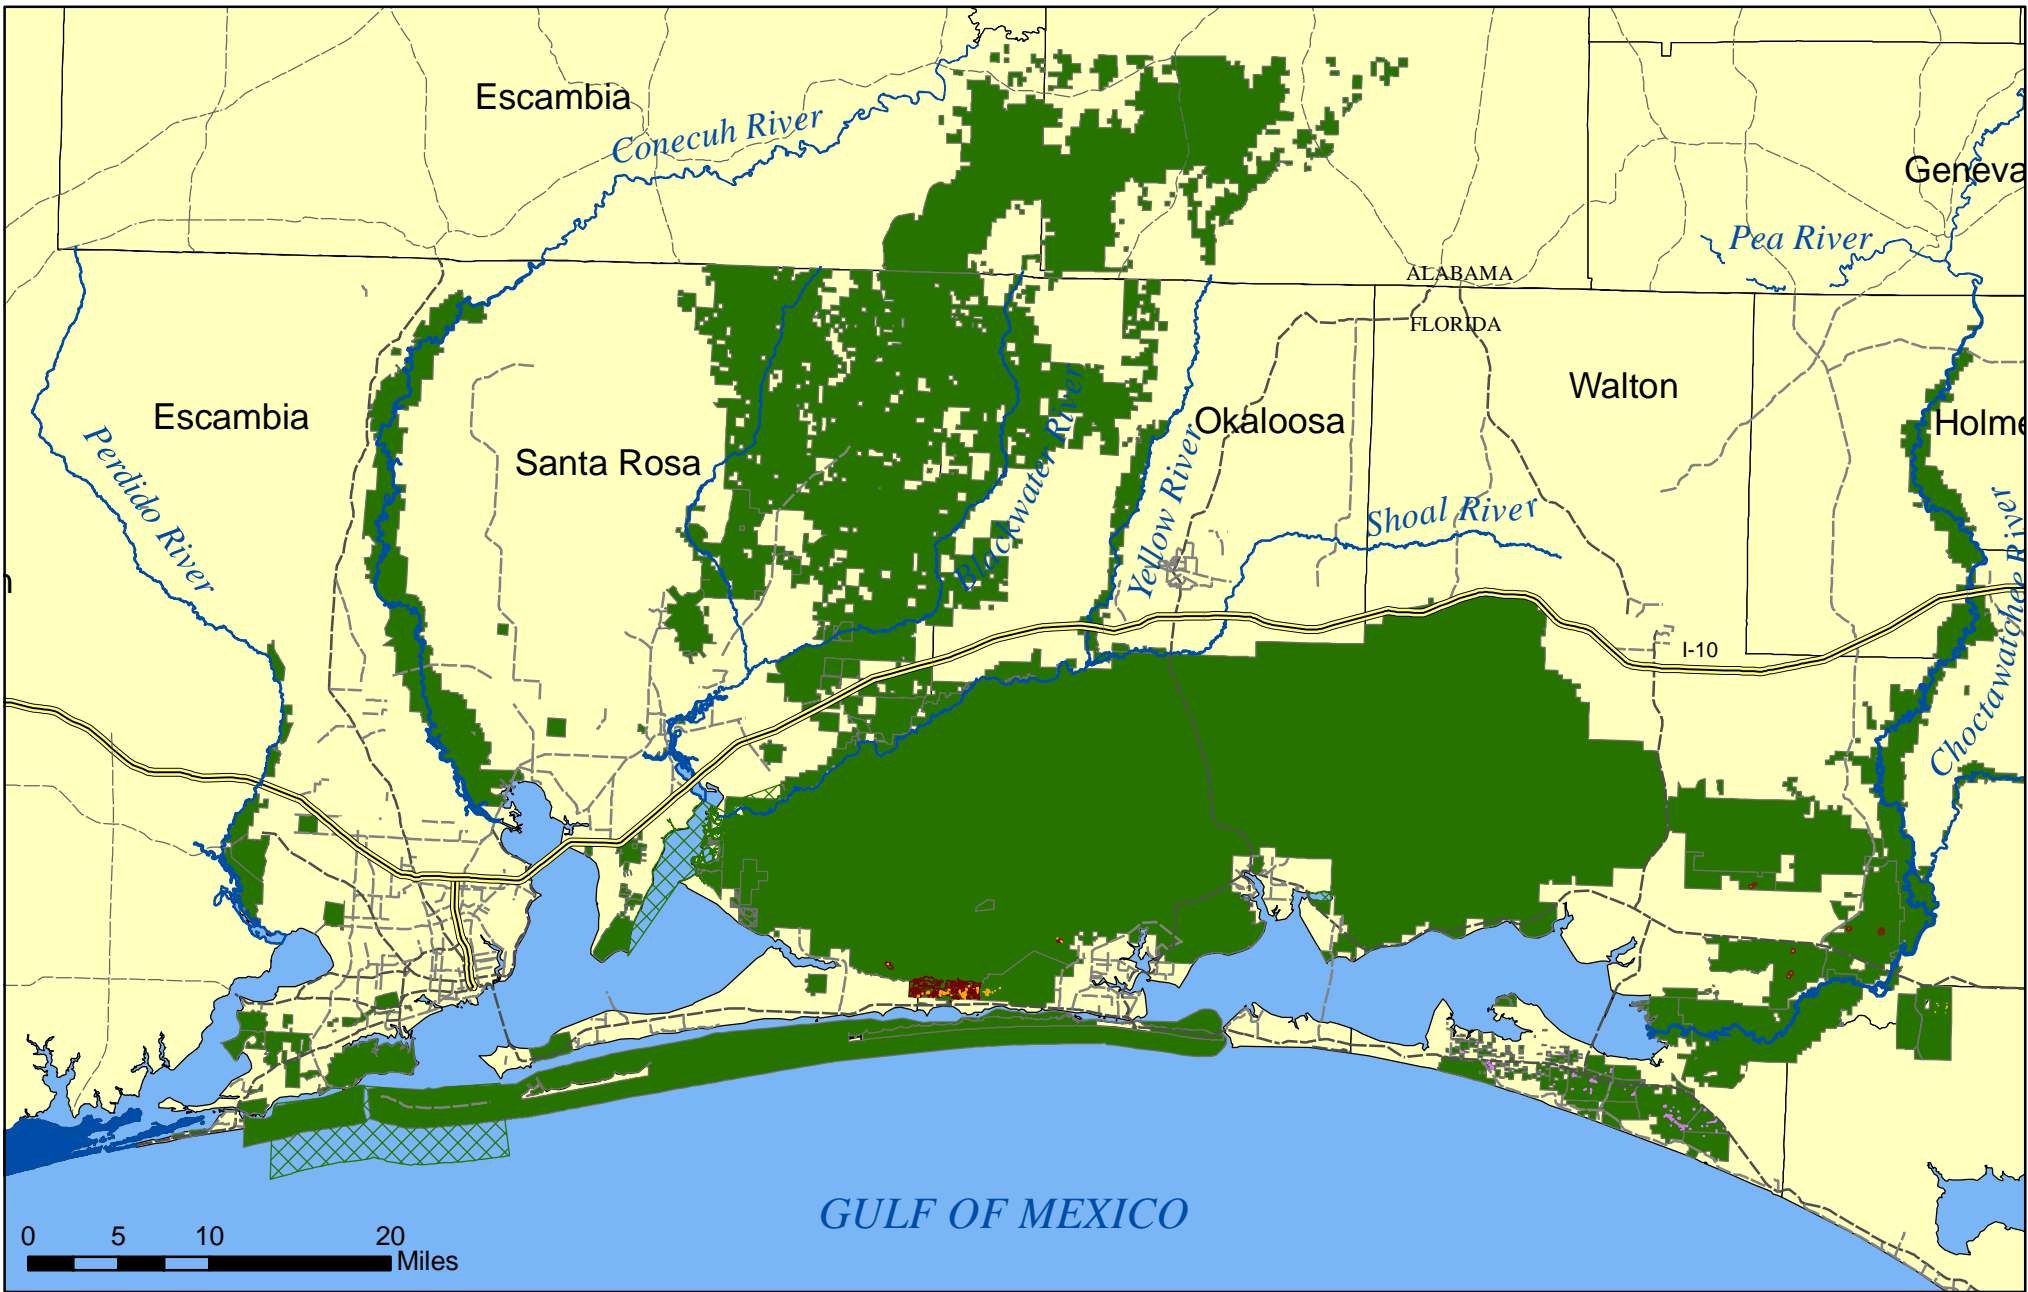 Escambia
Conecuh River
Geneva
Pea River
ALABAMA
FLORIDA
Walton
Escambia
Okaloosa
Holme
Santa Rosa
Perdido River
Blackwater River
Yellow River
Shoal River
Choctawatchee River
n
I-10
GULF OF MEXICO
0 5 10 20
Miles